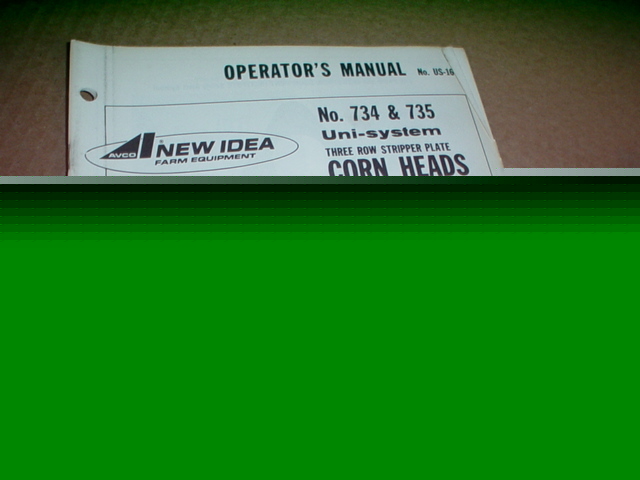 OPERATOR'S MANUAL No. US-16
No. 734 & 735
Uni-system
THREE ROW STRIPPER PLATE
CORN HEADS
AVCO NEW IDEA
FARM EQUIPMENT